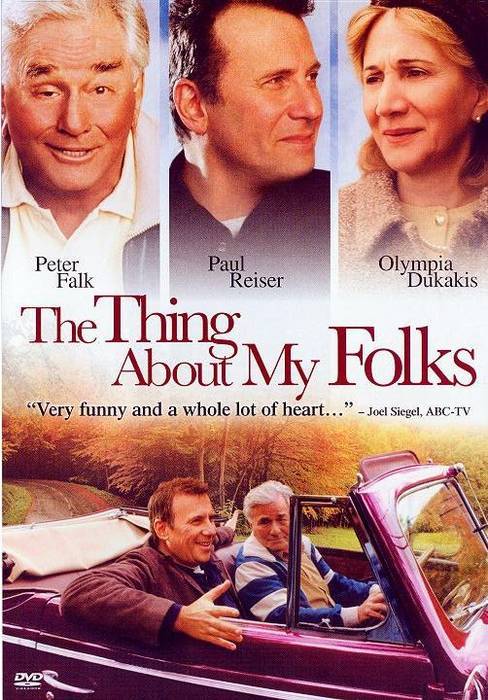 Peter
Falk
Paul
Reiser
Olympia
Dukakis
The Thing
About My Folks
“Very funny and a whole lot of heart…” – Joel Siegel, ABC-TV
DVD
VIDEO